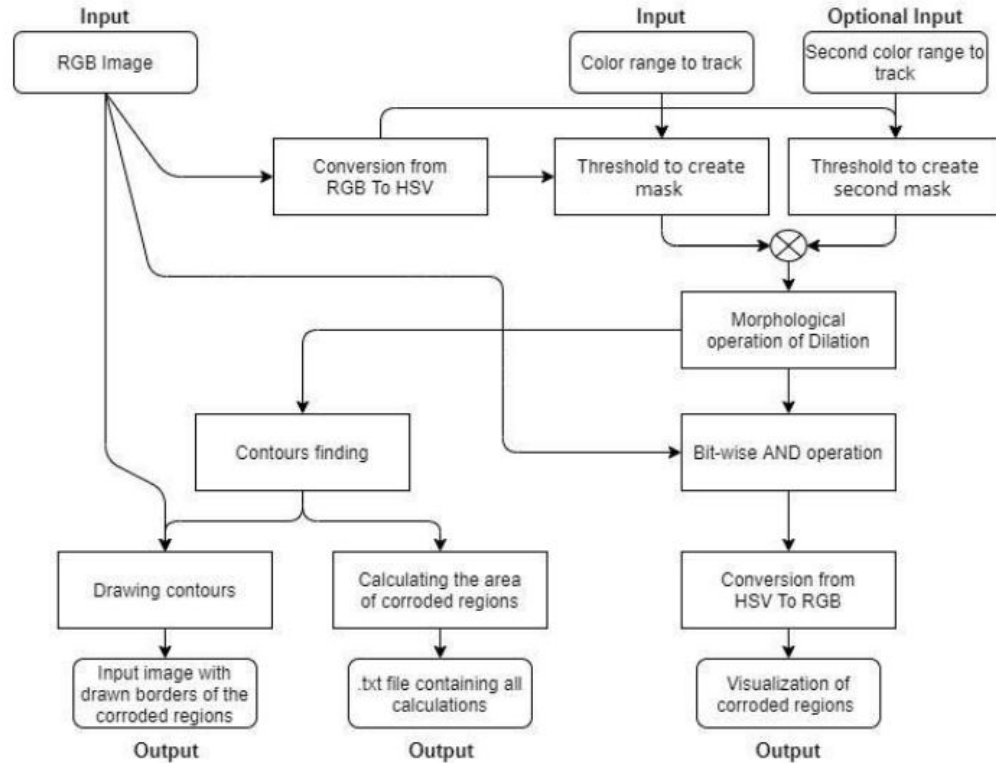 Input
Input
Optional Input
RGB Image
Color range to track
Second color range to
track
Conversion from
RGB To HSV
Threshold to create
mask
Threshold to create
second mask
Morphological
operation of Dilation
Contours finding
Bit-wise AND operation
Drawing contours
Calculating the area
of corroded regions
Conversion from
HSV To RGB
Input image with
drawn borders of the
corroded regions
.txt file containing all
calculations
Visualization of
corroded regions
Output
Output
Output